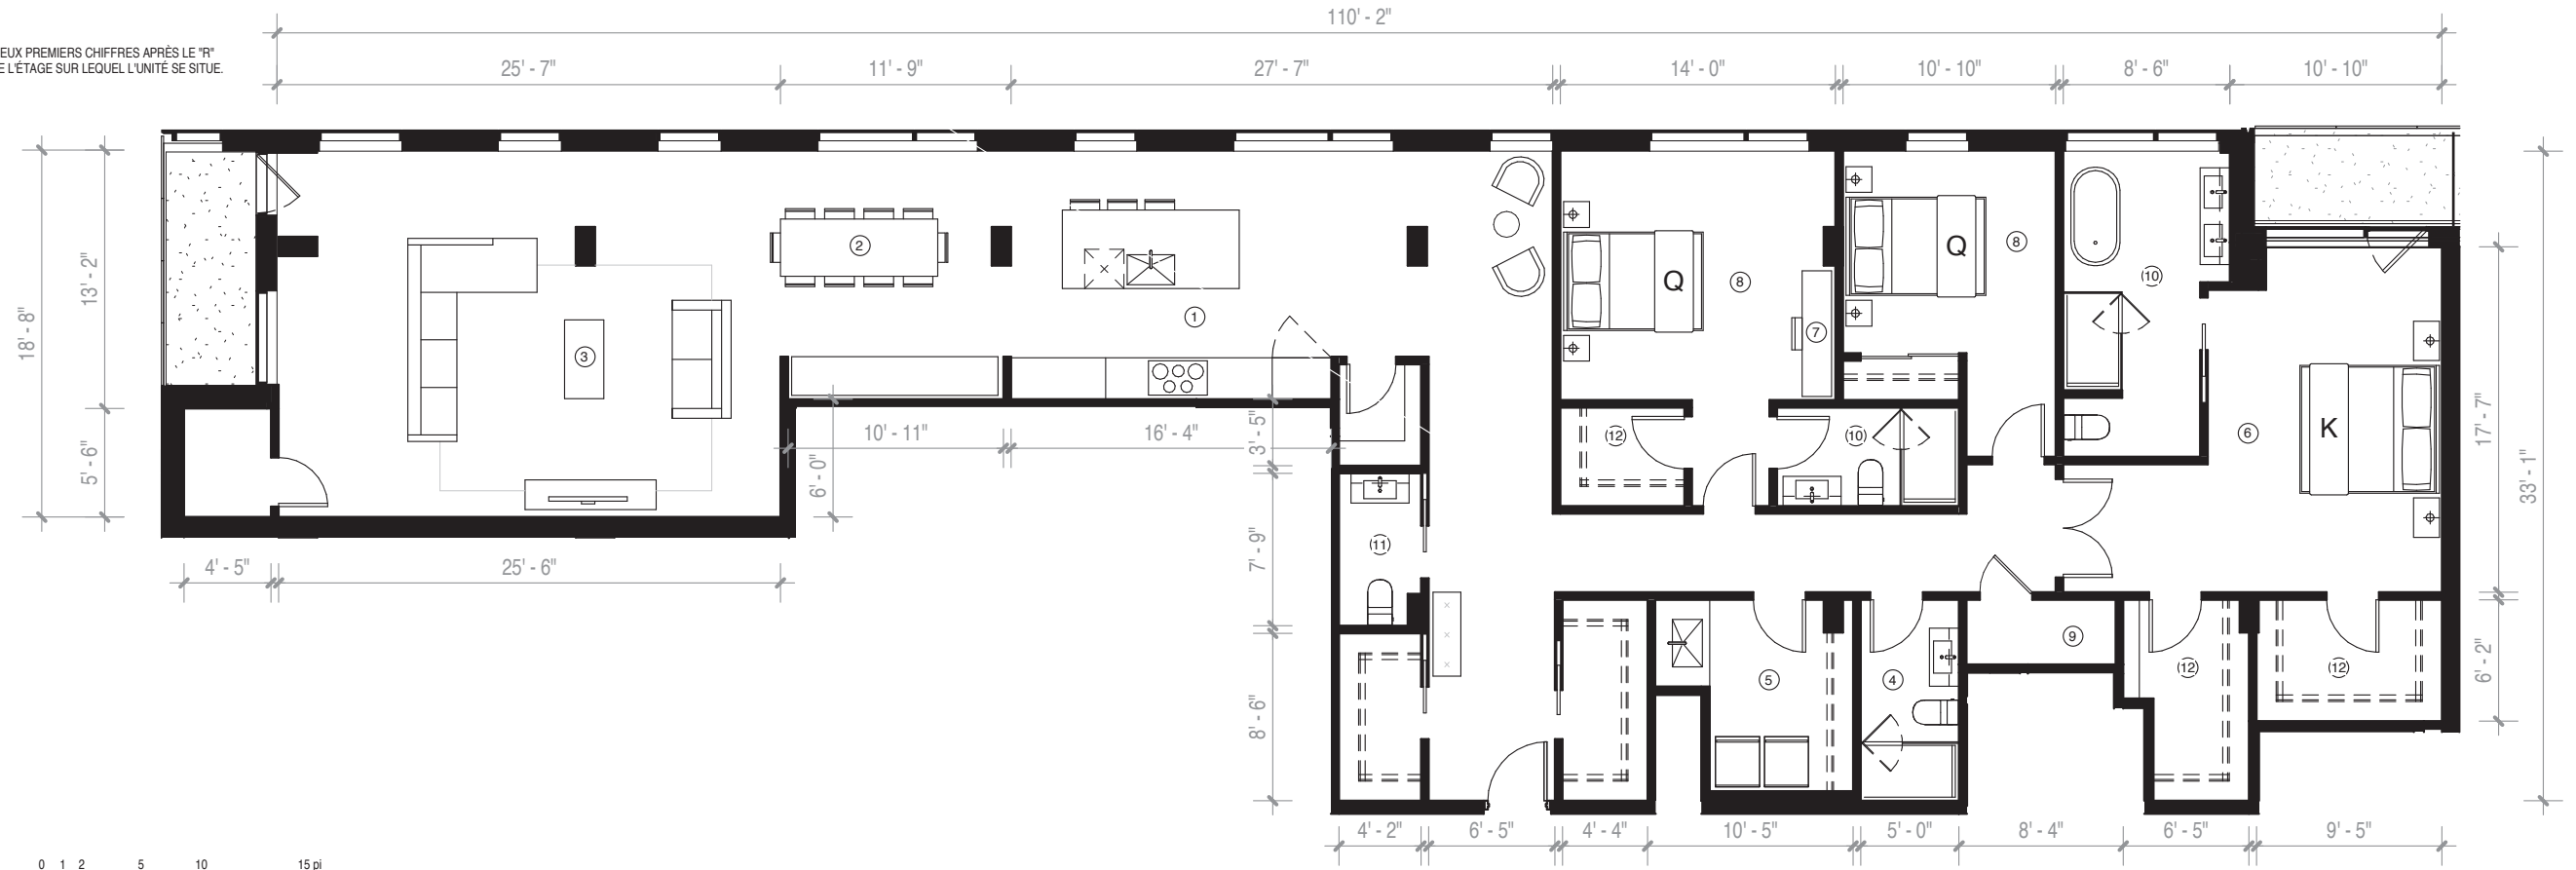 110' - 2"
EUX PREMIERS CHIFFRES APRÈS LE "R"
E L'ÉTAGE SUR LEQUEL L'UNITÉ SE SITUE.
25' - 7" 11' - 9" 27' - 7" 14' - 0" 10' - 10" 8' - 6" 10' - 10"
18' - 8"
13' - 2"
5' - 6"
2
Q
8
Q
8
10
1
3
7
12
10
6
K
17' - 7"
33' - 1"
10' - 11" 16' - 4"
3' - 5"
6' - 0"
11
7' - 9"
4' - 5" 25' - 6"
9
5
4
12
12
6' - 2"
8' - 6"
4' - 2" 6' - 5" 4' - 4" 10' - 5" 5' - 0" 8' - 4" 6' - 5" 9' - 5"
0 1 2 5 10 15 pi